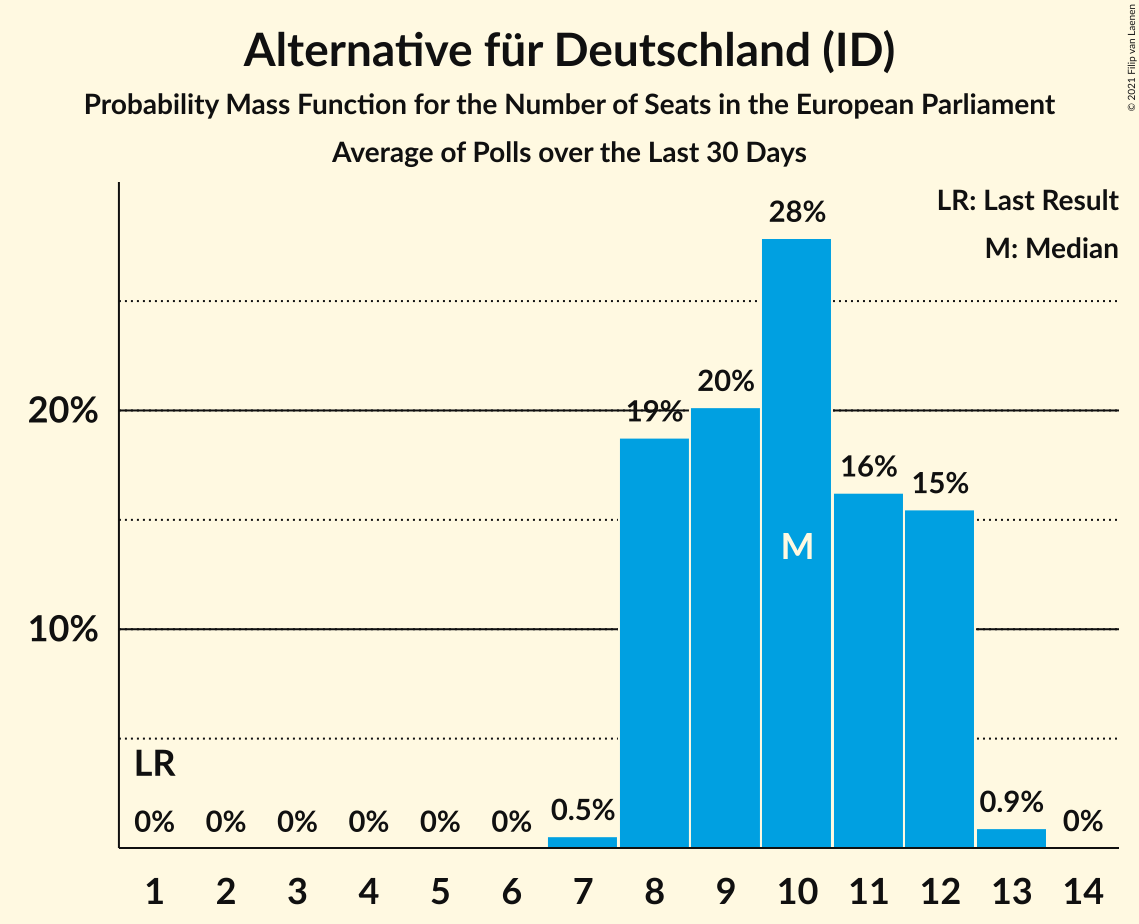 Alternative für Deutschland (ID)
Probability Mass Function for the Number of Seats in the European Parliament
Average of Polls over the Last 30 Days
© 2021 Filip van Laenen
LR: Last Result
M: Median
28%
20%
19%
20%
16%
15%
M
10%
LR
0% 0% 0% 0% 0% 0% 0.5% 0.9% 0%
1 2 3 4 5 6 7 8 9 10 11 12 13 14